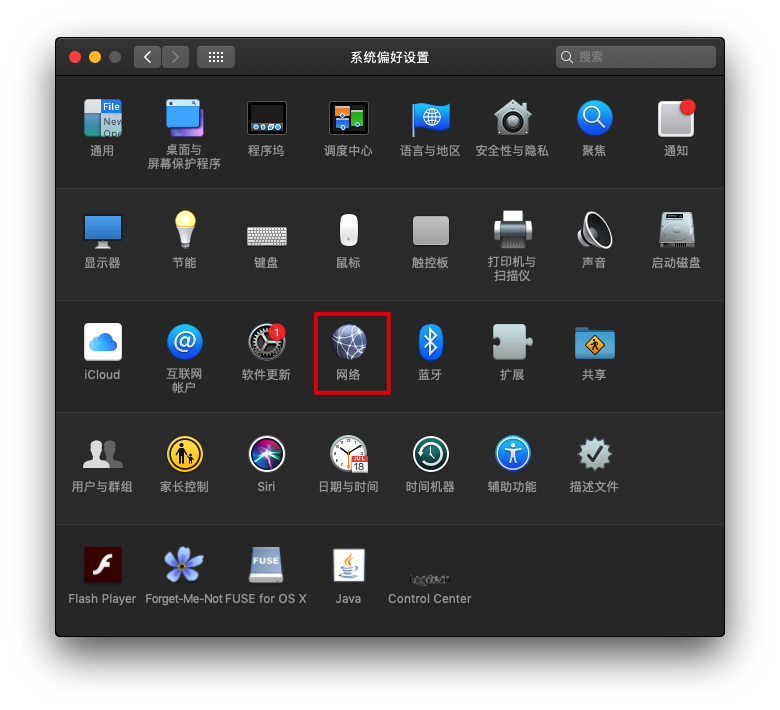 系统偏好设置
搜索
File
New
Ope
通用
桌面与
屏幕保护程序
程序坞
调度中心
语言与地区
安全性与隐私
聚焦
通知
显示器
节能
键盘
鼠标
触控板
打印机与
扫描仪
声音
启动磁盘
iCloud
@
互联网
帐户
1
软件更新
网络
蓝牙
扩展
共享
用户与群组
家长控制
Siri
JUL
18
日期与时间
时间机器
辅助功能
描述文件
Flash Player
Forget-Me-Not
FUSE
FUSE for OS X
Java
Logitech
Control Center